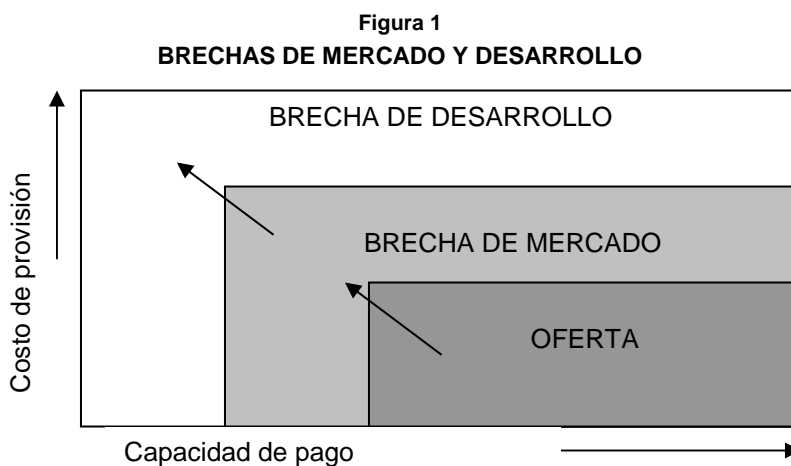 Figura 1
BRECHAS DE MERCADO Y DESARROLLO
BRECHA DE DESARROLLO
BRECHA DE MERCADO
OFERTA
Costo de provisión
Capacidad de pago